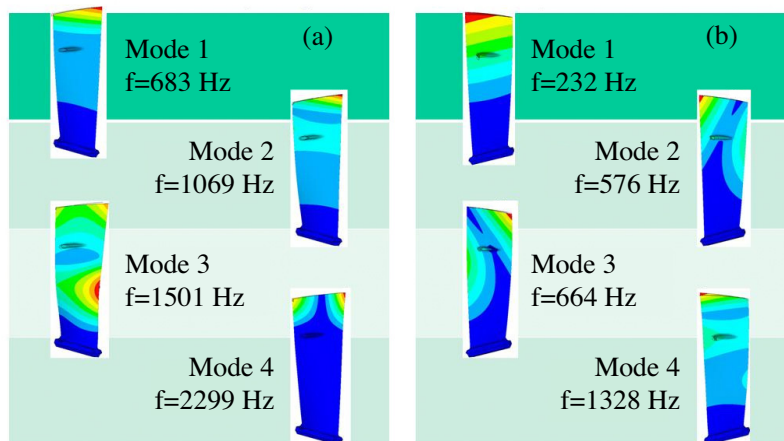 (a)
Mode 1
f=683 Hz
Mode 2
f=1069 Hz
Mode 3
f=1501 Hz
Mode 4
f=2299 Hz
(b)
Mode 1
f=232 Hz
Mode 2
f=576 Hz
Mode 3
f=664 Hz
Mode 4
f=1328 Hz